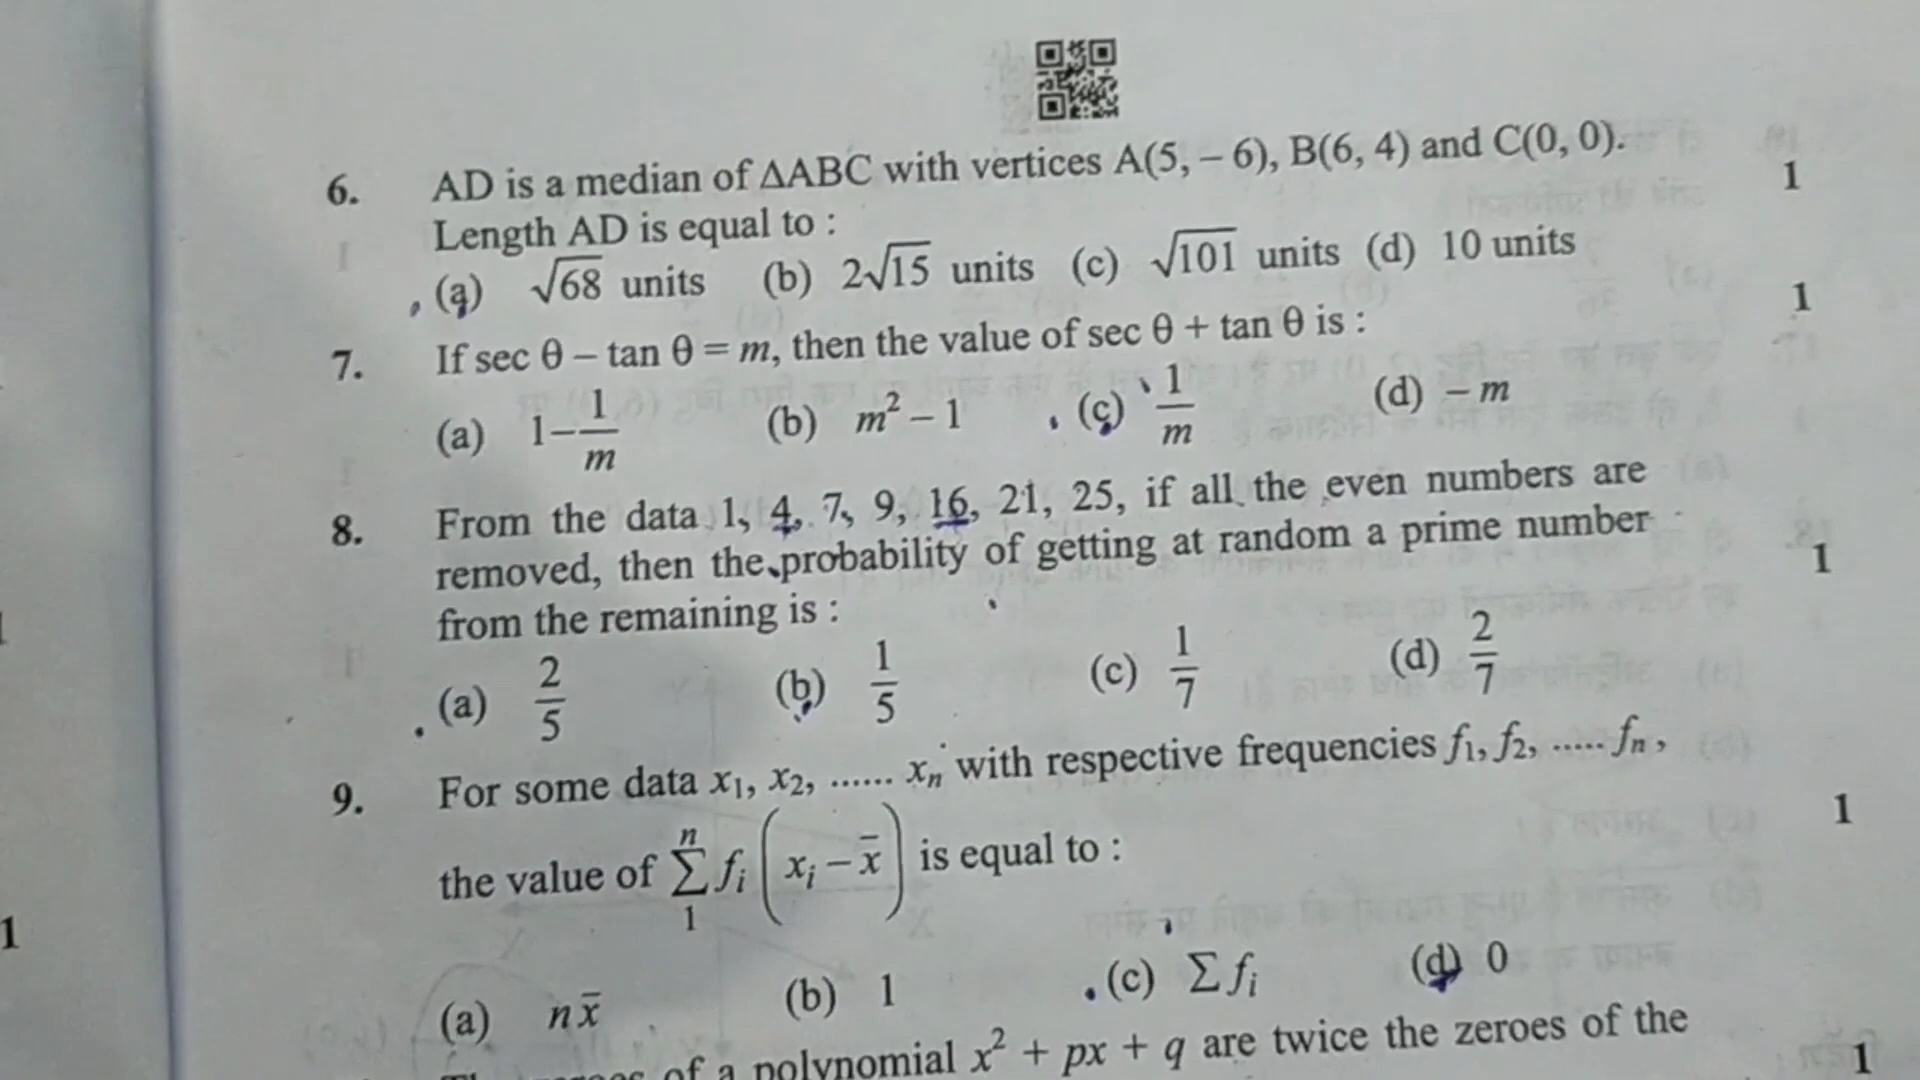 6. AD is a median of ΔABC with vertices A(5, – 6), B(6, 4) and C(0, 0). 1
Length AD is equal to :
(a) √68 units (b) 2√15 units (c) √101 units (d) 10 units
7. If sec θ – tan θ = m, then the value of sec θ + tan θ is : 1
(a) 1–1/m (b) m² – 1 (c) 1/m (d) – m
8. From the data 1, 4, 7, 9, 16, 21, 25, if all the even numbers are
removed, then the probability of getting at random a prime number 1
from the remaining is :
(a) 2/5 (b) 1/5 (c) 1/7 (d) 2/7
9. For some data x₁, x₂, ...... xₙ with respective frequencies f₁, f₂, ..... fₙ,
the value of Σ₁ⁿ fᵢ (xᵢ – x̄) is equal to : 1
(a) nx̄ (b) 1 (c) Σfᵢ (d) 0
of a polynomial x² + px + q are twice the zeroes of the 1
1